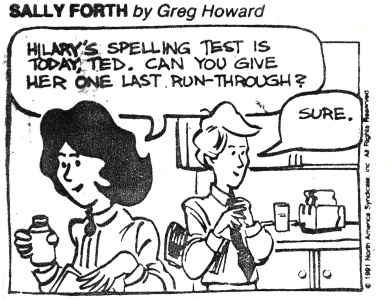 SALLY FORTH by Greg Howard
HILARY'S SPELLING TEST IS
TODAY, TED. CAN YOU GIVE
HER ONE LAST RUN-THROUGH?
SURE.
© 1991 North America Syndicate, Inc. All Rights Reserved